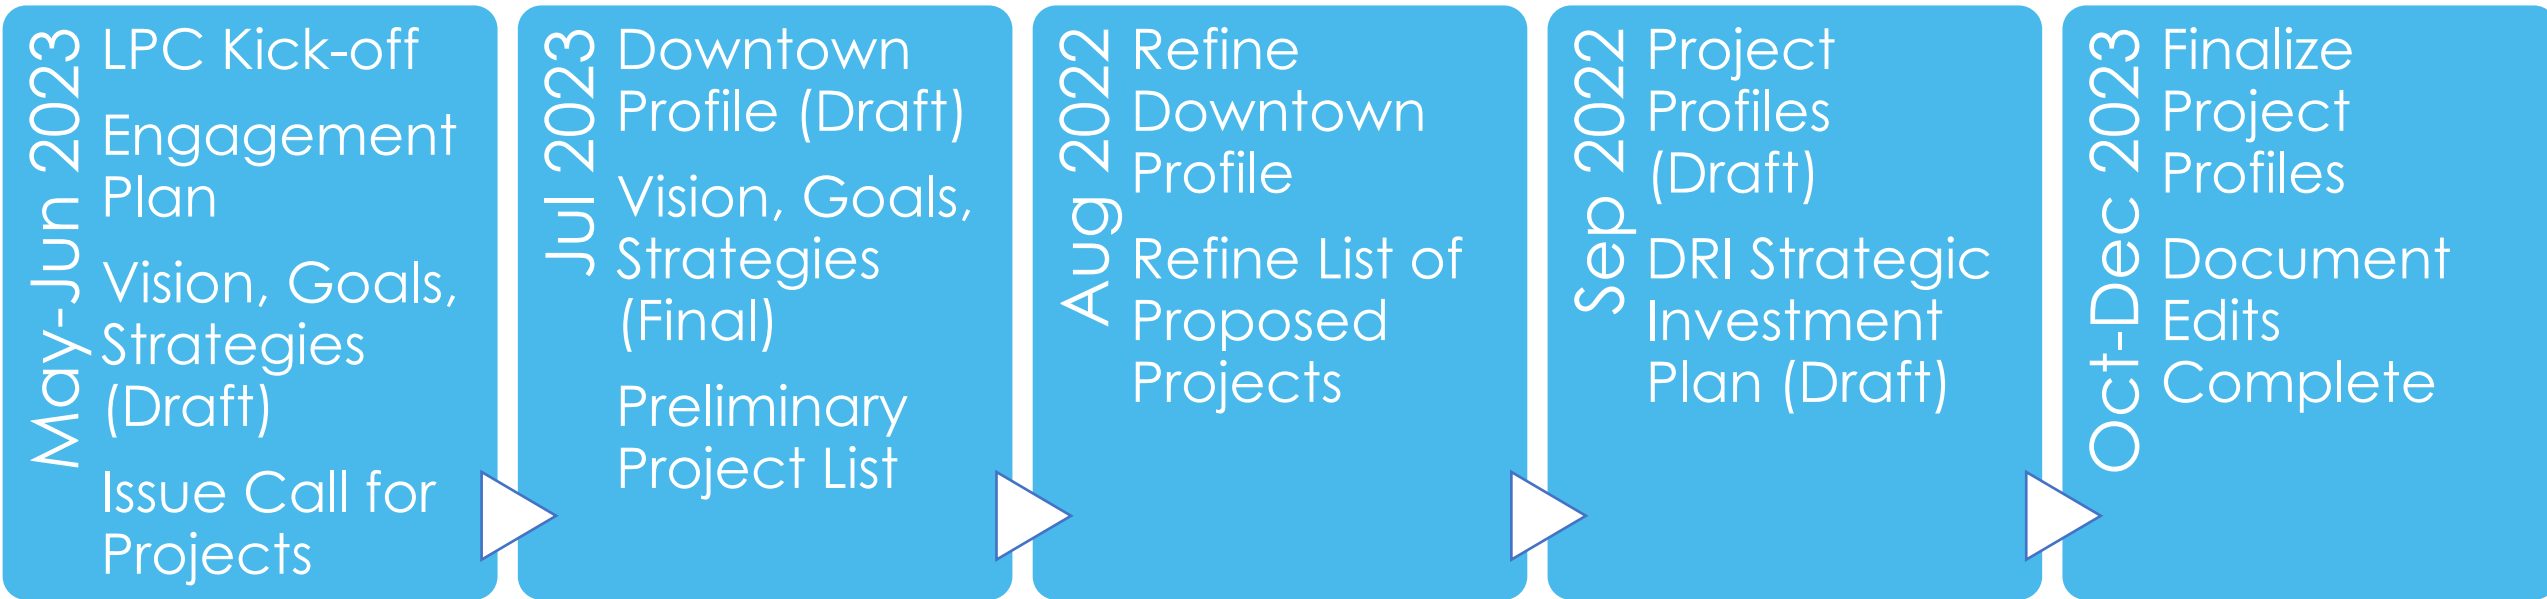 May-Jun 2023
LPC Kick-off
Engagement
Plan
Vision, Goals,
Strategies
(Draft)
Issue Call for
Projects
Jul 2023
Downtown
Profile (Draft)
Vision, Goals,
Strategies
(Final)
Preliminary
Project List
Aug 2022
Refine
Downtown
Profile
Refine List of
Proposed
Projects
Sep 2022
Project
Profiles
(Draft)
DRI Strategic
Investment
Plan (Draft)
Oct-Dec 2023
Finalize
Project
Profiles
Document
Edits
Complete